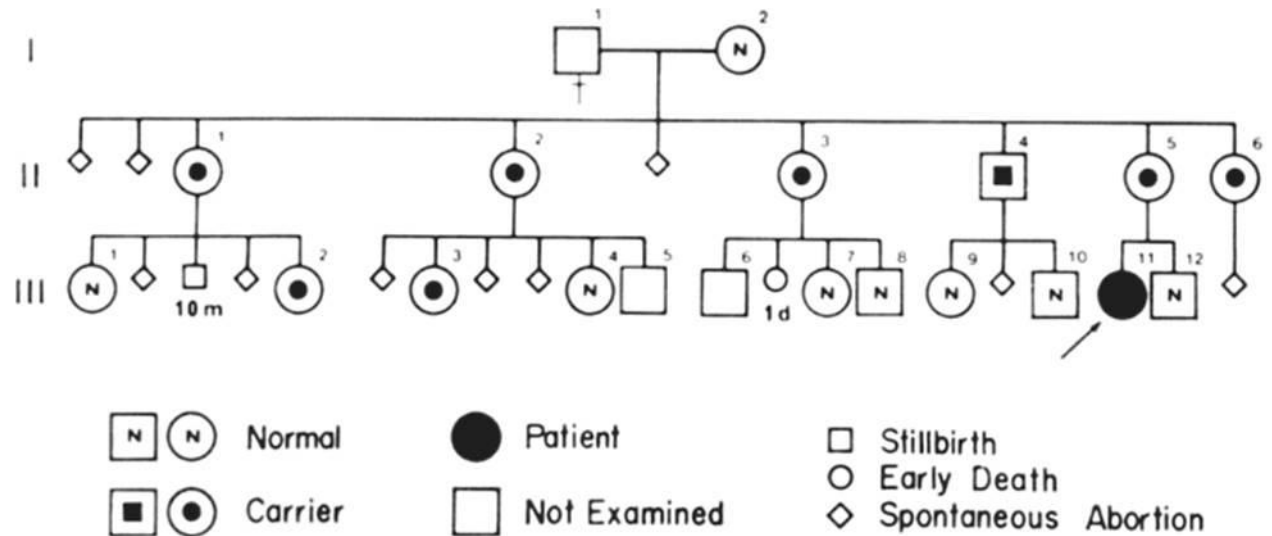 1 2
I N
1 2 3 4 5 6
II
1 2 3 4 5 6 7 8 9 10 11 12
III N N N N N N N
10 m 1 d
N N Normal Patient Stillbirth
Early Death
Carrier Not Examined Spontaneous Abortion